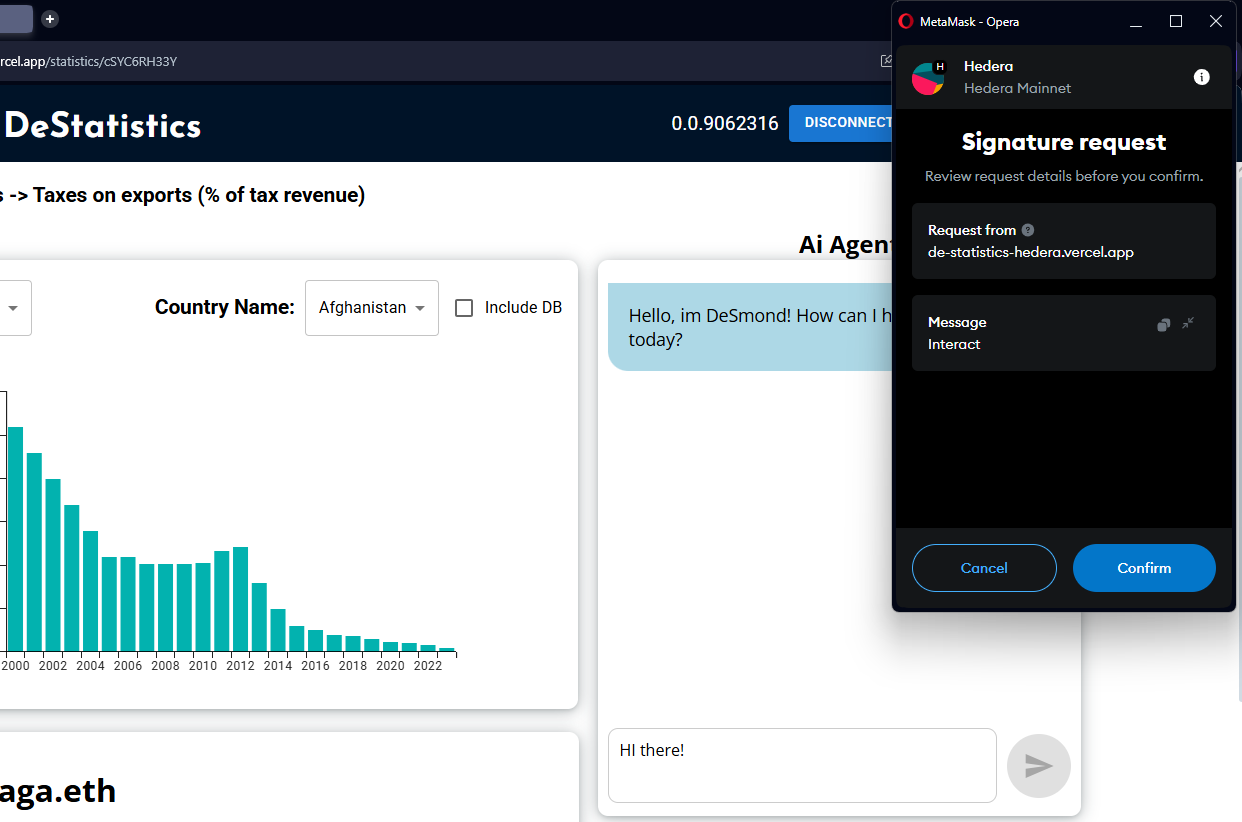 MetaMask - Opera
rcel.app/statistics/cSYC6RH33Y
DeStatistics
0.0.9062316
DISCONNECT
-> Taxes on exports (% of tax revenue)
Ai Agent
Country Name:
Afghanistan
Include DB
Hello, im DeSmond! How can I h
today?
2000 2002 2004 2006 2008 2010 2012 2014 2016 2018 2020 2022
HI there!
aga.eth
H
Hedera
Hedera Mainnet
Signature request
Review request details before you confirm.
Request from
de-statistics-hedera.vercel.app
Message
Interact
Cancel
Confirm